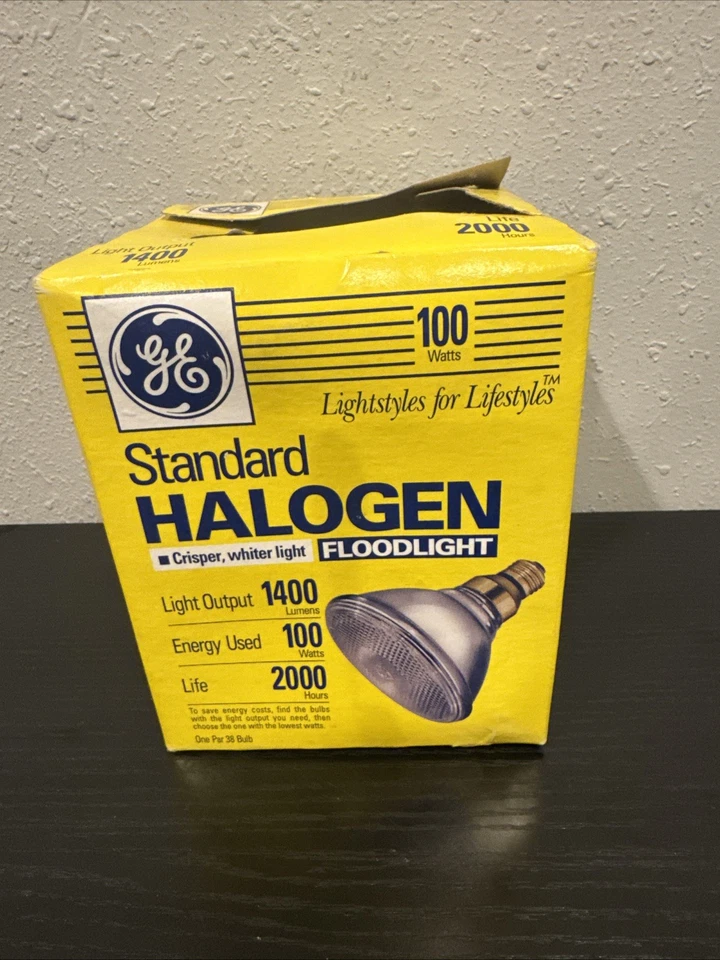 GE
Light Output
1400
Lumens
Life
2000
Hours
GE
100
Watts
Lightstyles for Lifestyles™
Standard
HALOGEN
■ Crisper, whiter light FLOODLIGHT
Light Output 1400
Lumens
Energy Used 100
Watts
Life 2000
Hours
To save energy costs, find the bulbs
with the light output you need, then
choose the one with the lowest watts.
One Par 38 Bulb